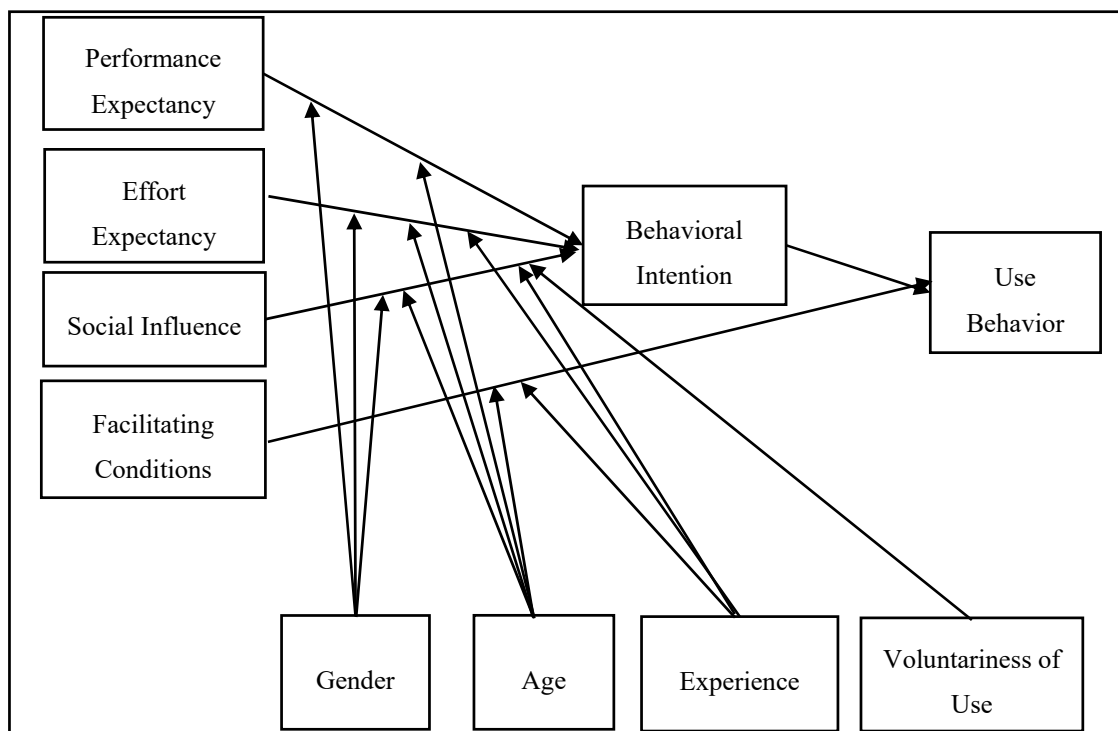 Performance
Expectancy
Effort
Expectancy
Social Influence
Facilitating
Conditions
Behavioral
Intention
Use
Behavior
Gender
Age
Experience
Voluntariness of
Use